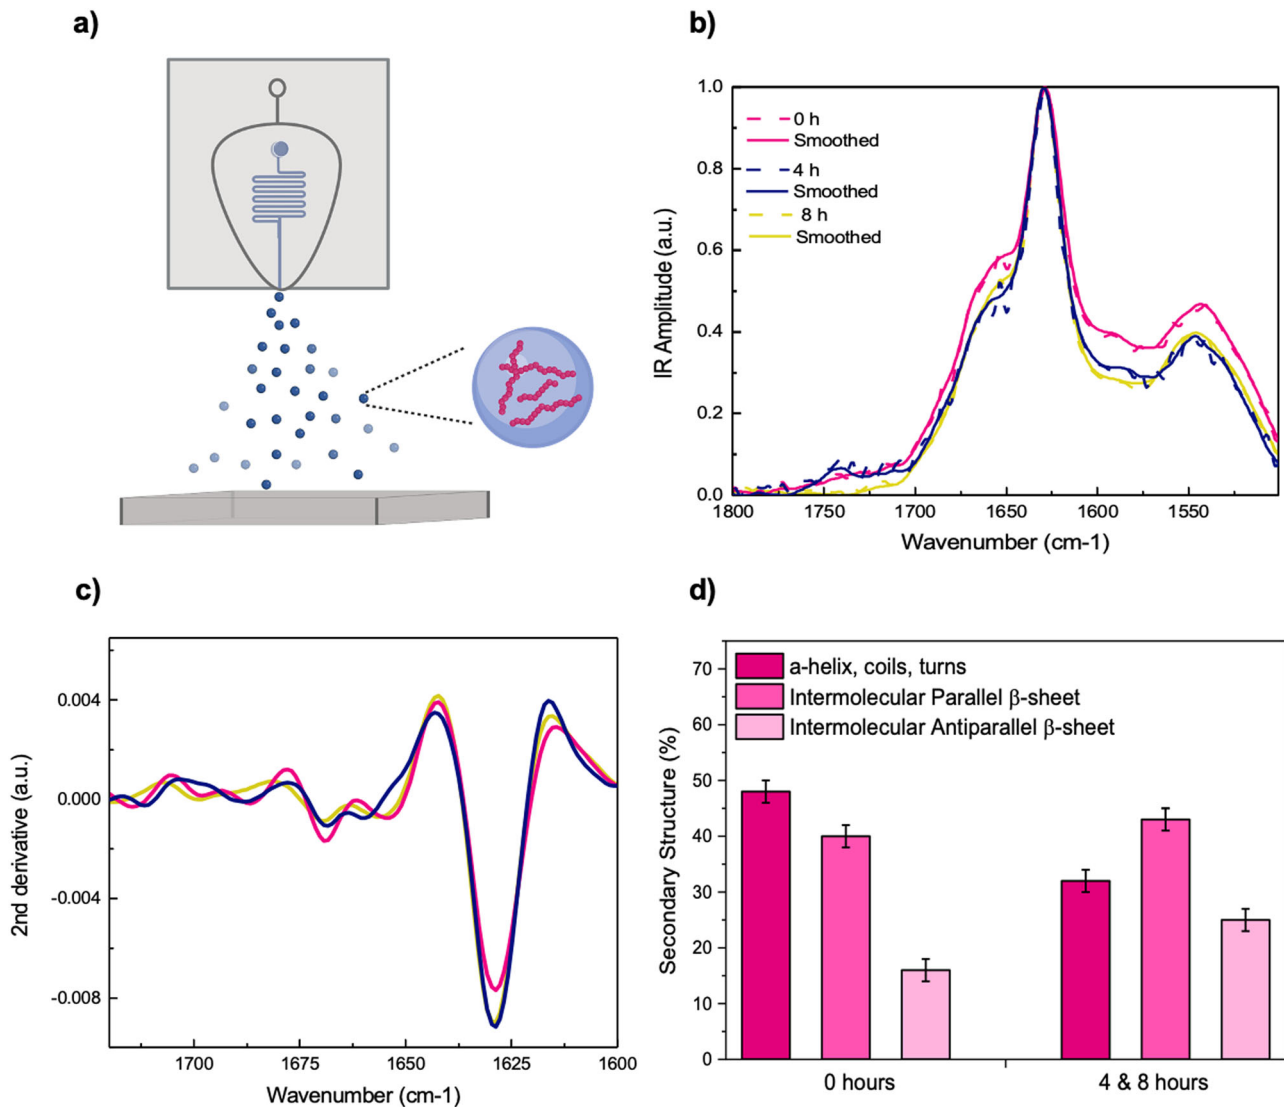 a)
b)
1.0
0.8
0.6
0.4
0.2
0.0
IR Amplitude (a.u.)
0 h
Smoothed
4 h
Smoothed
8 h
Smoothed
1800
1750
1700
1650
1600
1550
Wavenumber (cm-1)
c)
0.004
0.000
-0.004
-0.008
2nd derivative (a.u.)
1700
1675
1650
1625
1600
Wavenumber (cm-1)
d)
70
60
50
40
30
20
10
0
Secondary Structure (%)
a-helix, coils, turns
Intermolecular Parallel β-sheet
Intermolecular Antiparallel β-sheet
0 hours
4 & 8 hours